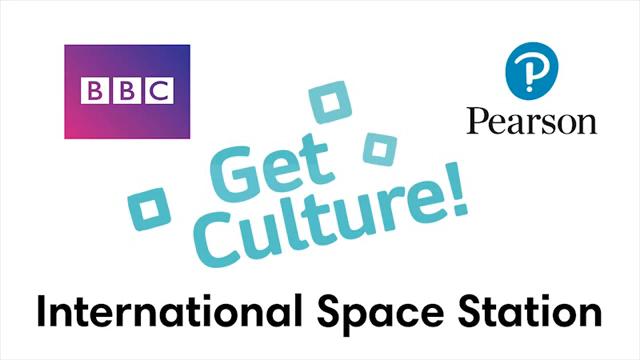 BBC
Pearson
Get
Culture!
International Space Station